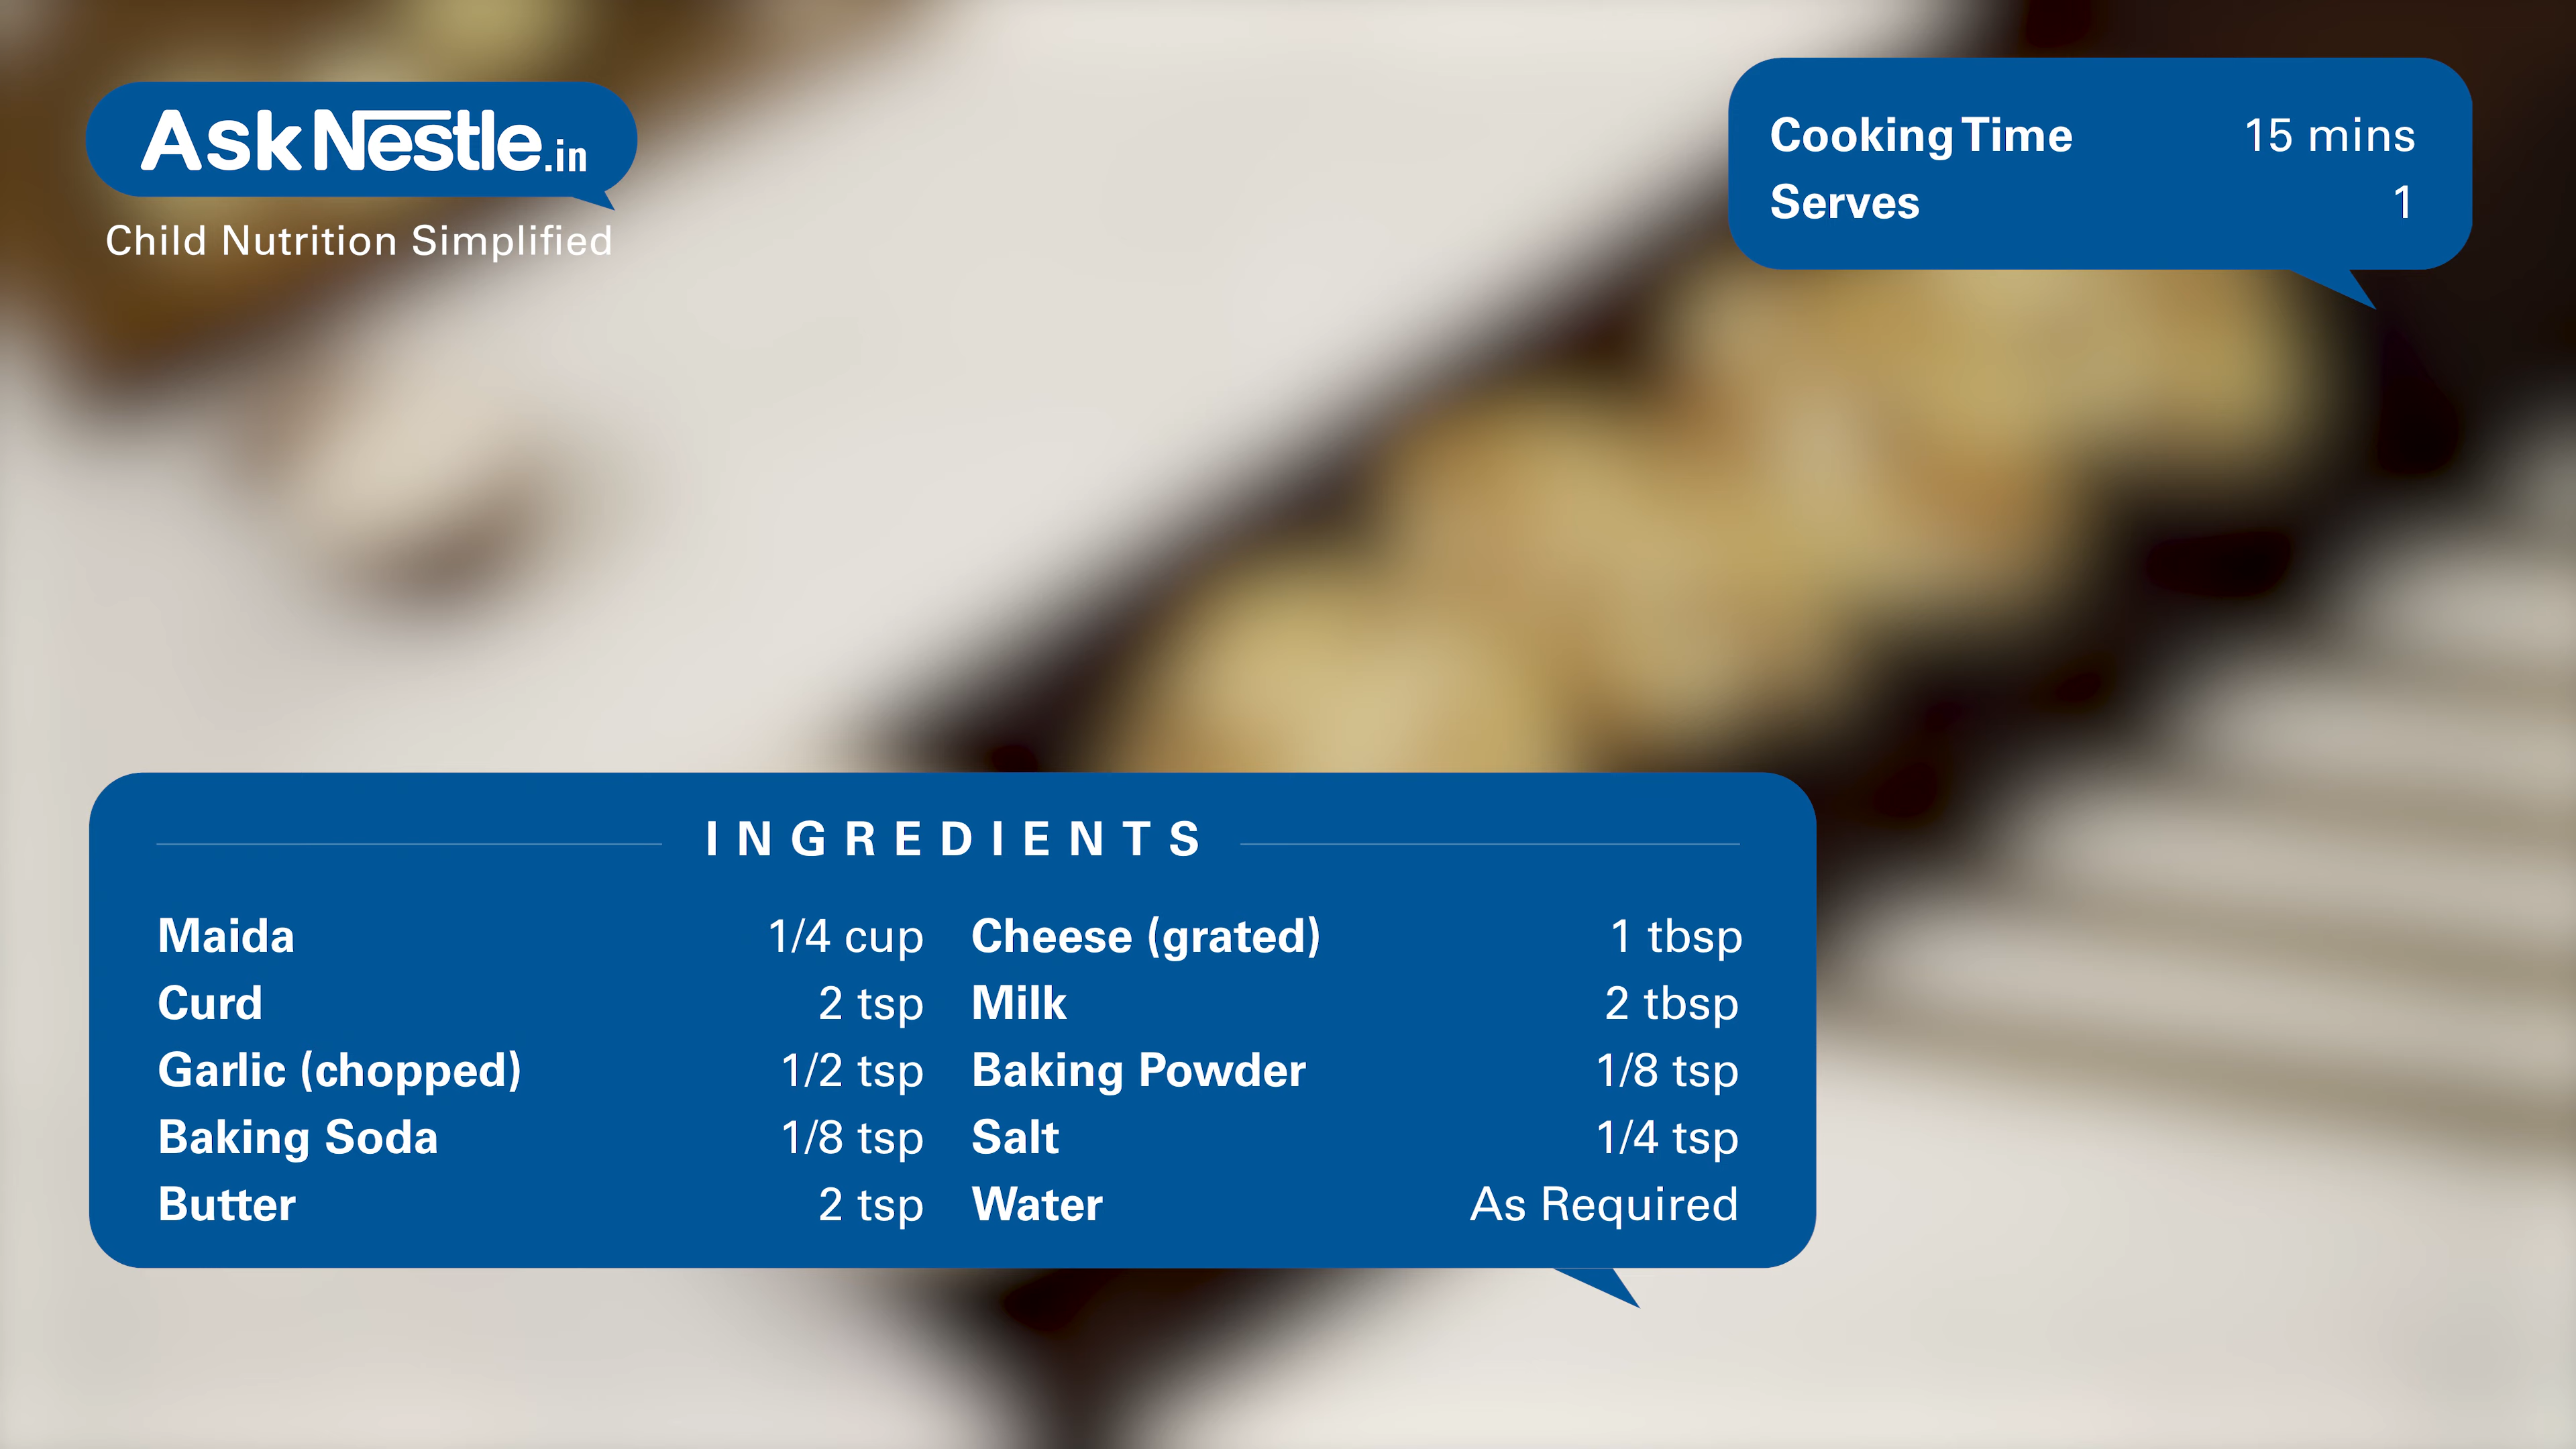 Ask Nestle.in
Child Nutrition Simplified
Cooking Time 15 mins
Serves 1
INGREDIENTS
Maida 1/4 cup Cheese (grated) 1 tbsp
Curd 2 tsp Milk 2 tbsp
Garlic (chopped) 1/2 tsp Baking Powder 1/8 tsp
Baking Soda 1/8 tsp Salt 1/4 tsp
Butter 2 tsp Water As Required